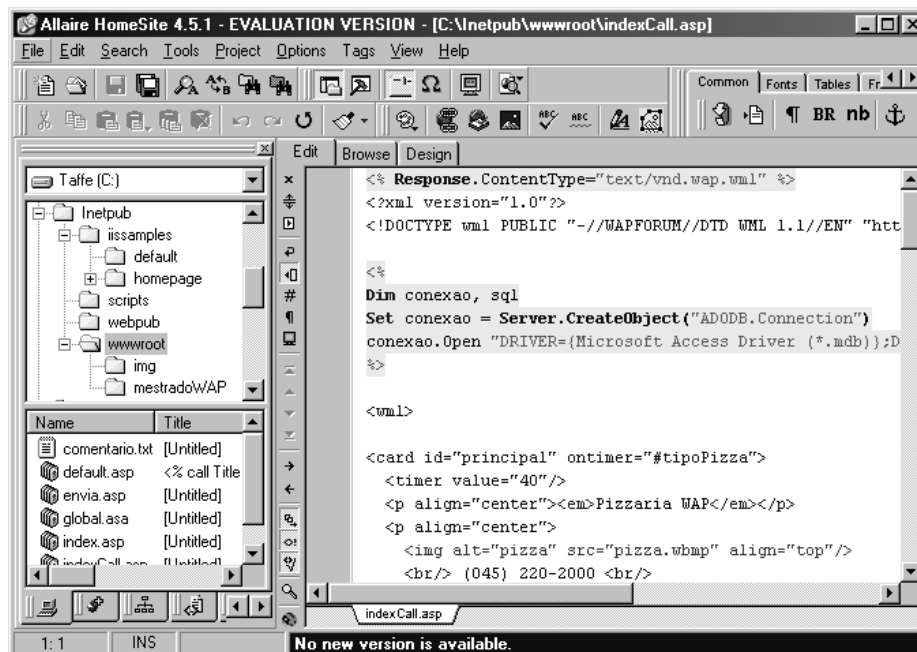 Allaire HomeSite 4.5.1 - EVALUATION VERSION - [C:\Inetpub\wwwroot\indexCall.asp]
File Edit Search Tools Project Options Tags View Help
Common Fonts Tables Fr
¶ BR nb
Edit Browse Design
Taffe (C:)
Inetpub
iissamples
default
homepage
scripts
webpub
wwwroot
img
mestradoWAP
Name Title
comentario.txt [Untitled]
default.asp <% call Title
envia.asp [Untitled]
global.asa [Untitled]
index.asp [Untitled]
indexCall.asp [Untitled]
<% Response.ContentType="text/vnd.wap.wml" %>
<?xml version="1.0"?>
<!DOCTYPE wml PUBLIC "-//WAPFORUM//DTD WML 1.1//EN" "htt
<%
Dim conexao, sql
Set conexao = Server.CreateObject("ADODB.Connection")
conexao.Open "DRIVER={Microsoft Access Driver (*.mdb)};D
%>
<wml>
<card id="principal" ontimer="#tipoPizza">
<timer value="40"/>
<p align="center"><em>Pizzaria WAP</em></p>
<p align="center">
<img alt="pizza" src="pizza.wbmp" align="top"/>
<br/> (045) 220-2000 <br/>
indexCall.asp
1: 1 INS No new version is available.